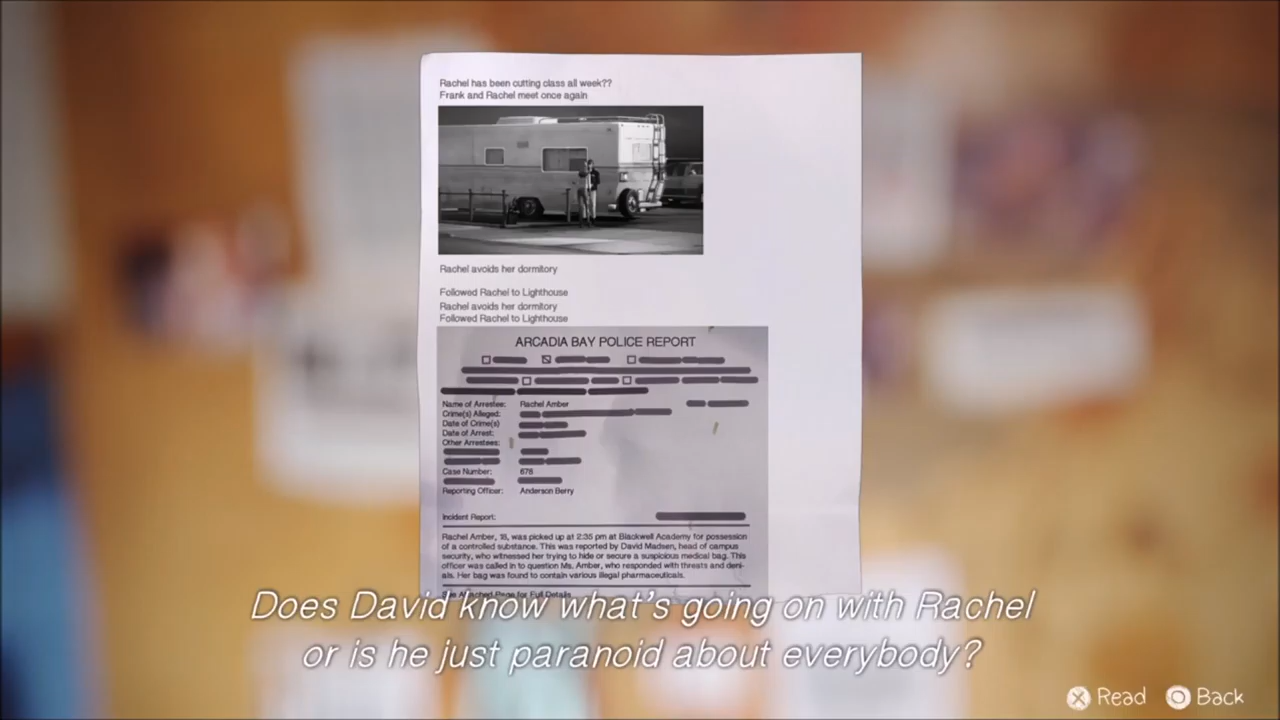 Rachel has been cutting class all week??
Frank and Rachel meet once again
Rachel avoids her dormitory
Followed Rachel to Lighthouse
Rachel avoids her dormitory
Followed Rachel to Lighthouse
ARCADIA BAY POLICE REPORT
Name of Arrestee: Rachel Amber
Crime(s) Alleged:
Date of Crime(s)
Date of Arrest:
Other Arrestees:
Case Number: 678
Reporting Officer: Anderson Berry
Incident Report:
Rachel Amber, 18, was picked up at 2:35 pm at Blackwell Academy for possession
of a controlled substance. This was reported by David Madsen, head of campus
security, who witnessed her trying to hide or secure a suspicious medical bag. This
officer was called in to question Ms. Amber, who responded with threats and deni-
als. Her bag was found to contain various illegal pharmaceuticals.
See Attached Page for Full Details
Does David know what's going on with Rachel
or is he just paranoid about everybody?
Read Back